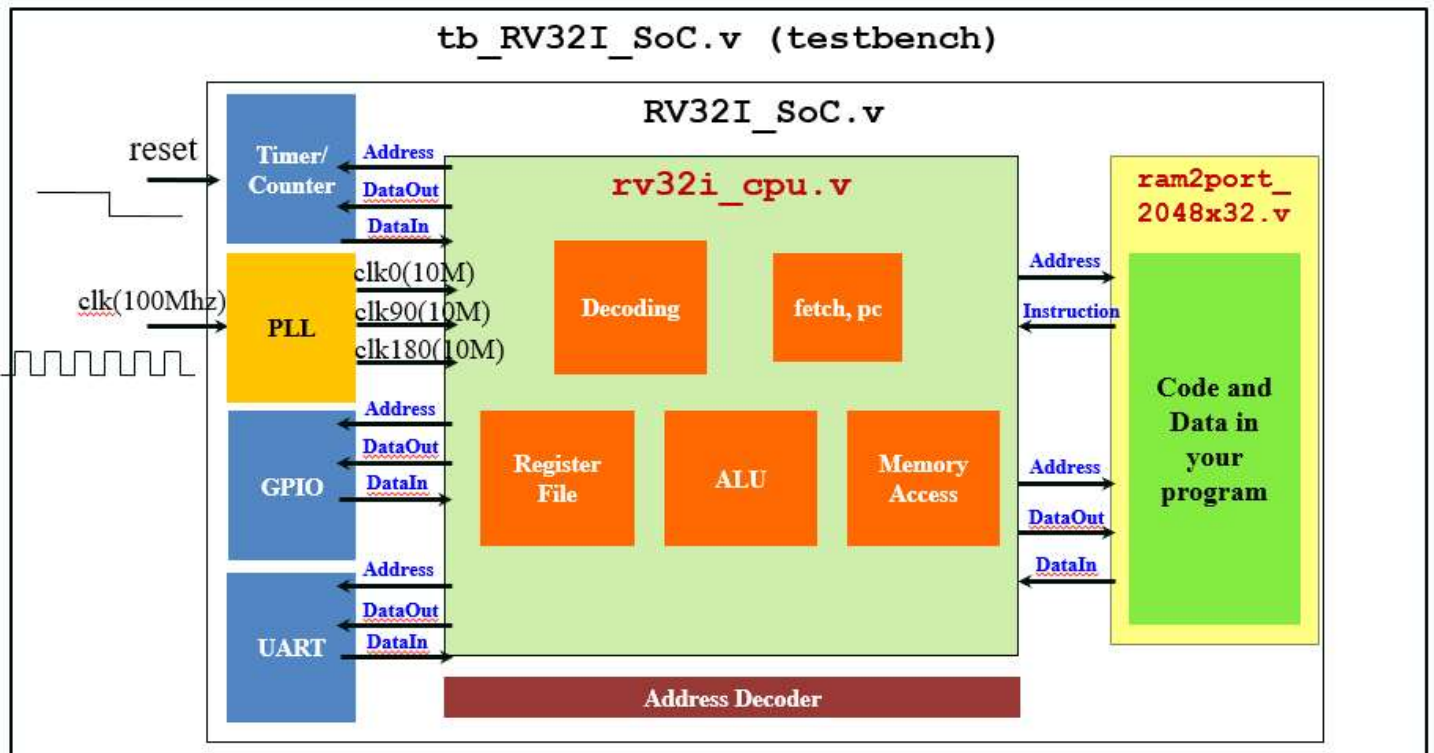 tb_RV32I_SoC.v (testbench)
RV32I_SoC.v
reset
Timer/
Counter
Address
DataOut
DataIn
rv32i_cpu.v
ram2port_
2048x32.v
clk(100Mhz)
PLL
clk0(10M)
clk90(10M)
clk180(10M)
Decoding
fetch, pc
Address
Instruction
Code and
Data in
your
program
GPIO
Address
DataOut
DataIn
Register
File
ALU
Memory
Access
Address
DataOut
DataIn
UART
Address
DataOut
DataIn
Address Decoder